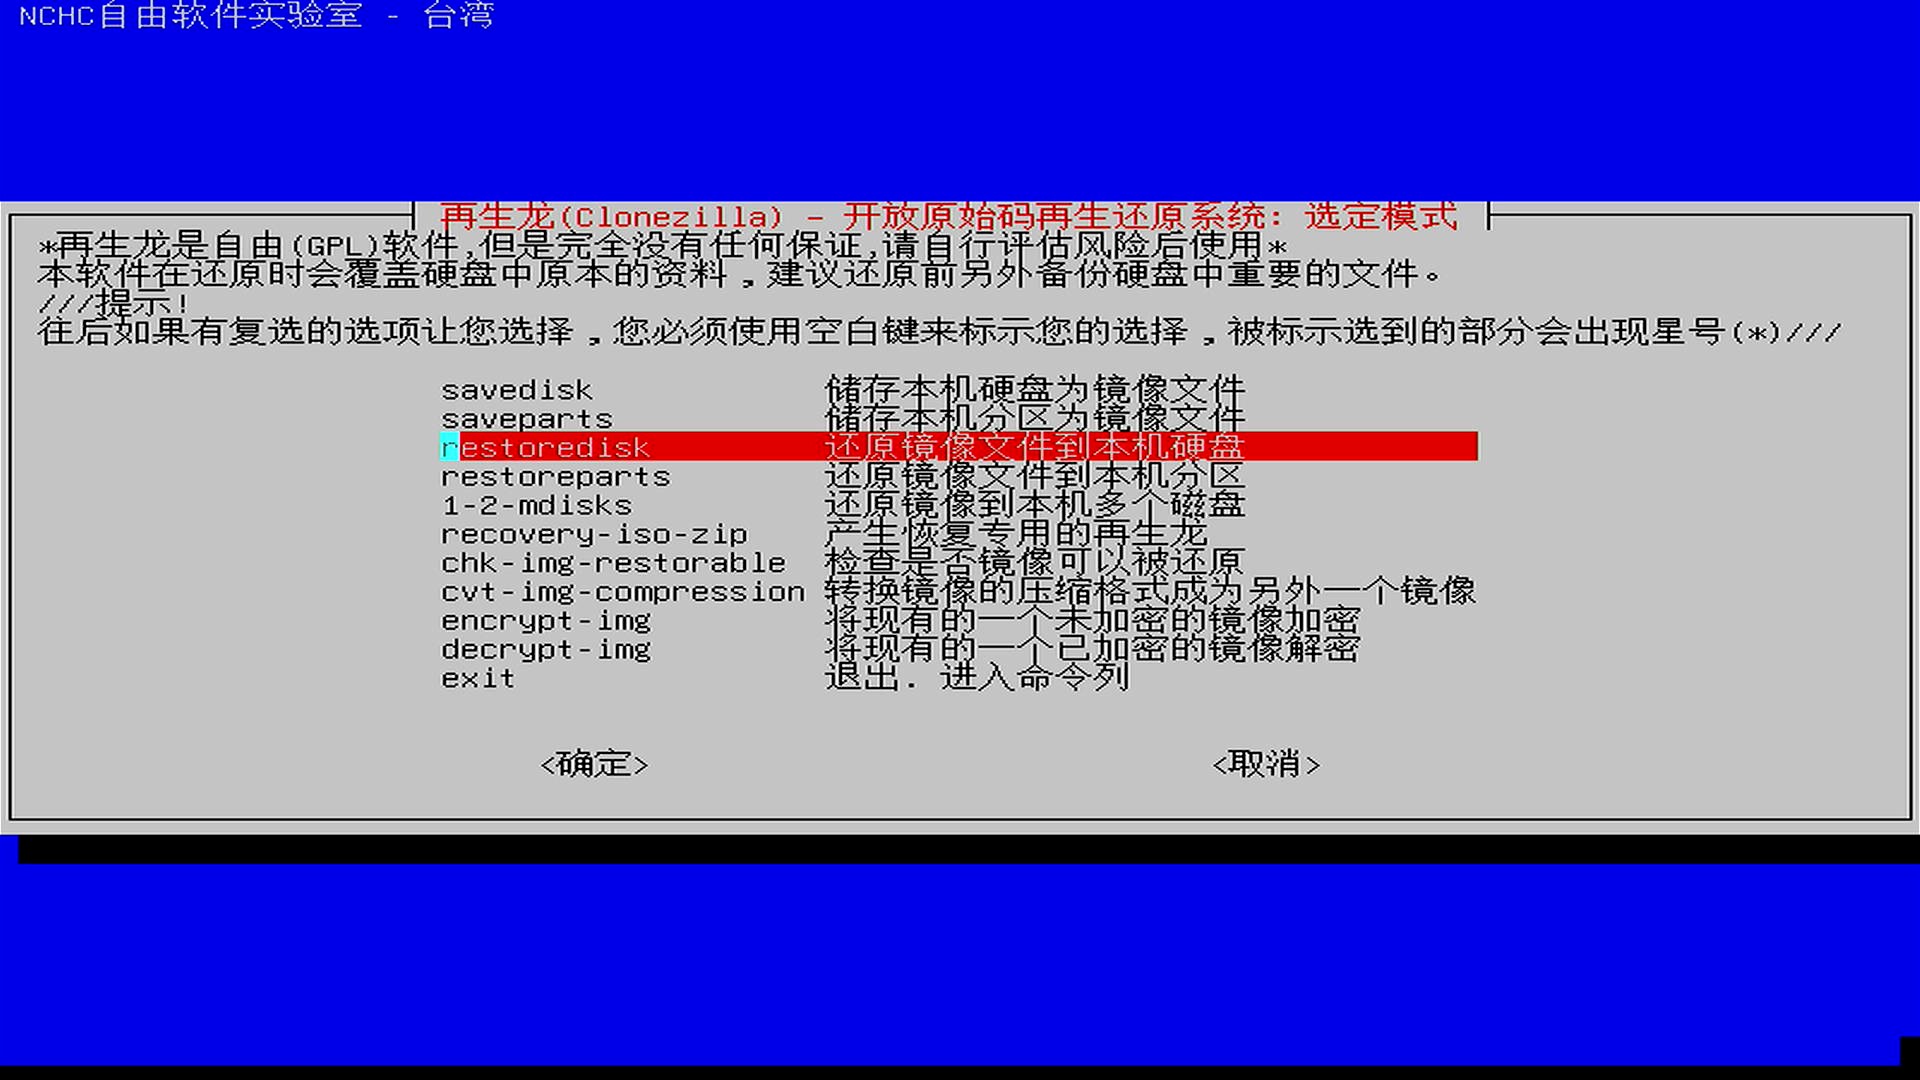 NCHC自由软件实验室 - 台湾
再生龙(Clonezilla) - 开放原始码再生还原系统: 选定模式
*再生龙是自由(GPL)软件,但是完全没有任何保证,请自行评估风险后使用*
本软件在还原时会覆盖硬盘中原本的资料，建议还原前另外备份硬盘中重要的文件。
///提示!
往后如果有复选的选项让您选择，您必须使用空白键来标示您的选择，被标示选到的部分会出现星号(*)///
savedisk 储存本机硬盘为镜像文件
saveparts 储存本机分区为镜像文件
restoredisk 还原镜像文件到本机硬盘
restoreparts 还原镜像文件到本机分区
1-2-mdisks 还原镜像到本机多个磁盘
recovery-iso-zip 产生恢复专用的再生龙
chk-img-restorable 检查是否镜像可以被还原
cvt-img-compression 转换镜像的压缩格式成为另外一个镜像
encrypt-img 将现有的一个未加密的镜像加密
decrypt-img 将现有的一个已加密的镜像解密
exit 退出. 进入命令列
<确定> <取消>